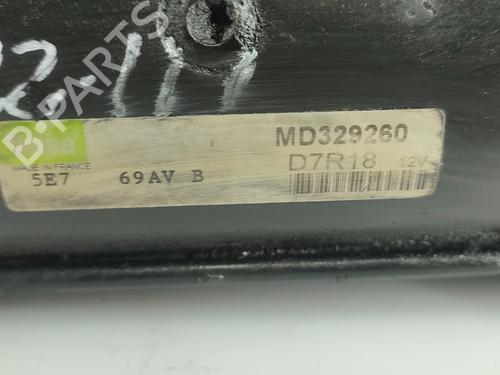 B-PARTS
MD329260
D7R18 12V
MADE IN FRANCE
5E7 69AV B